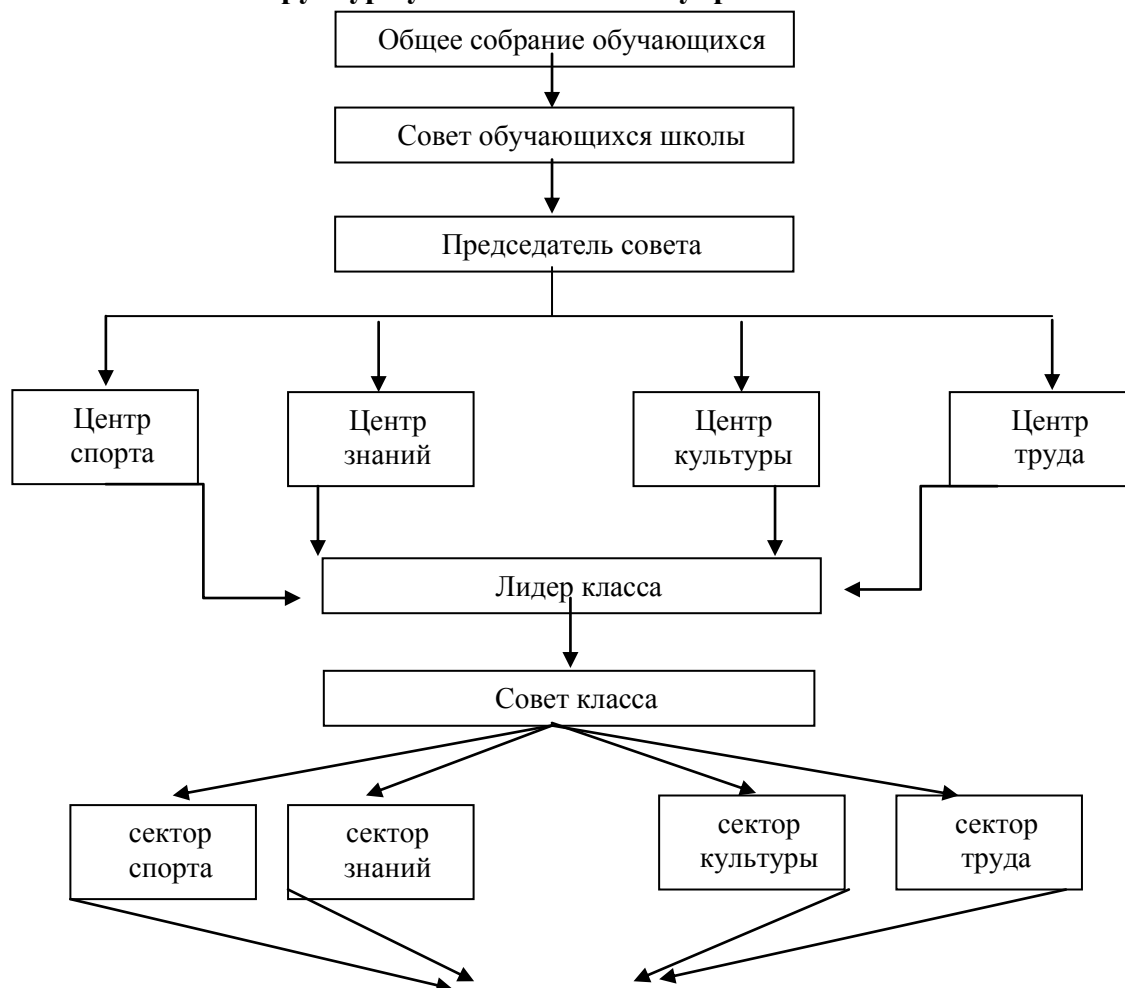 Общее собрание обучающихся
Совет обучающихся школы
Председатель совета
Центр
спорта
Центр
знаний
Центр
культуры
Центр
труда
Лидер класса
Совет класса
сектор
спорта
сектор
знаний
сектор
культуры
сектор
труда